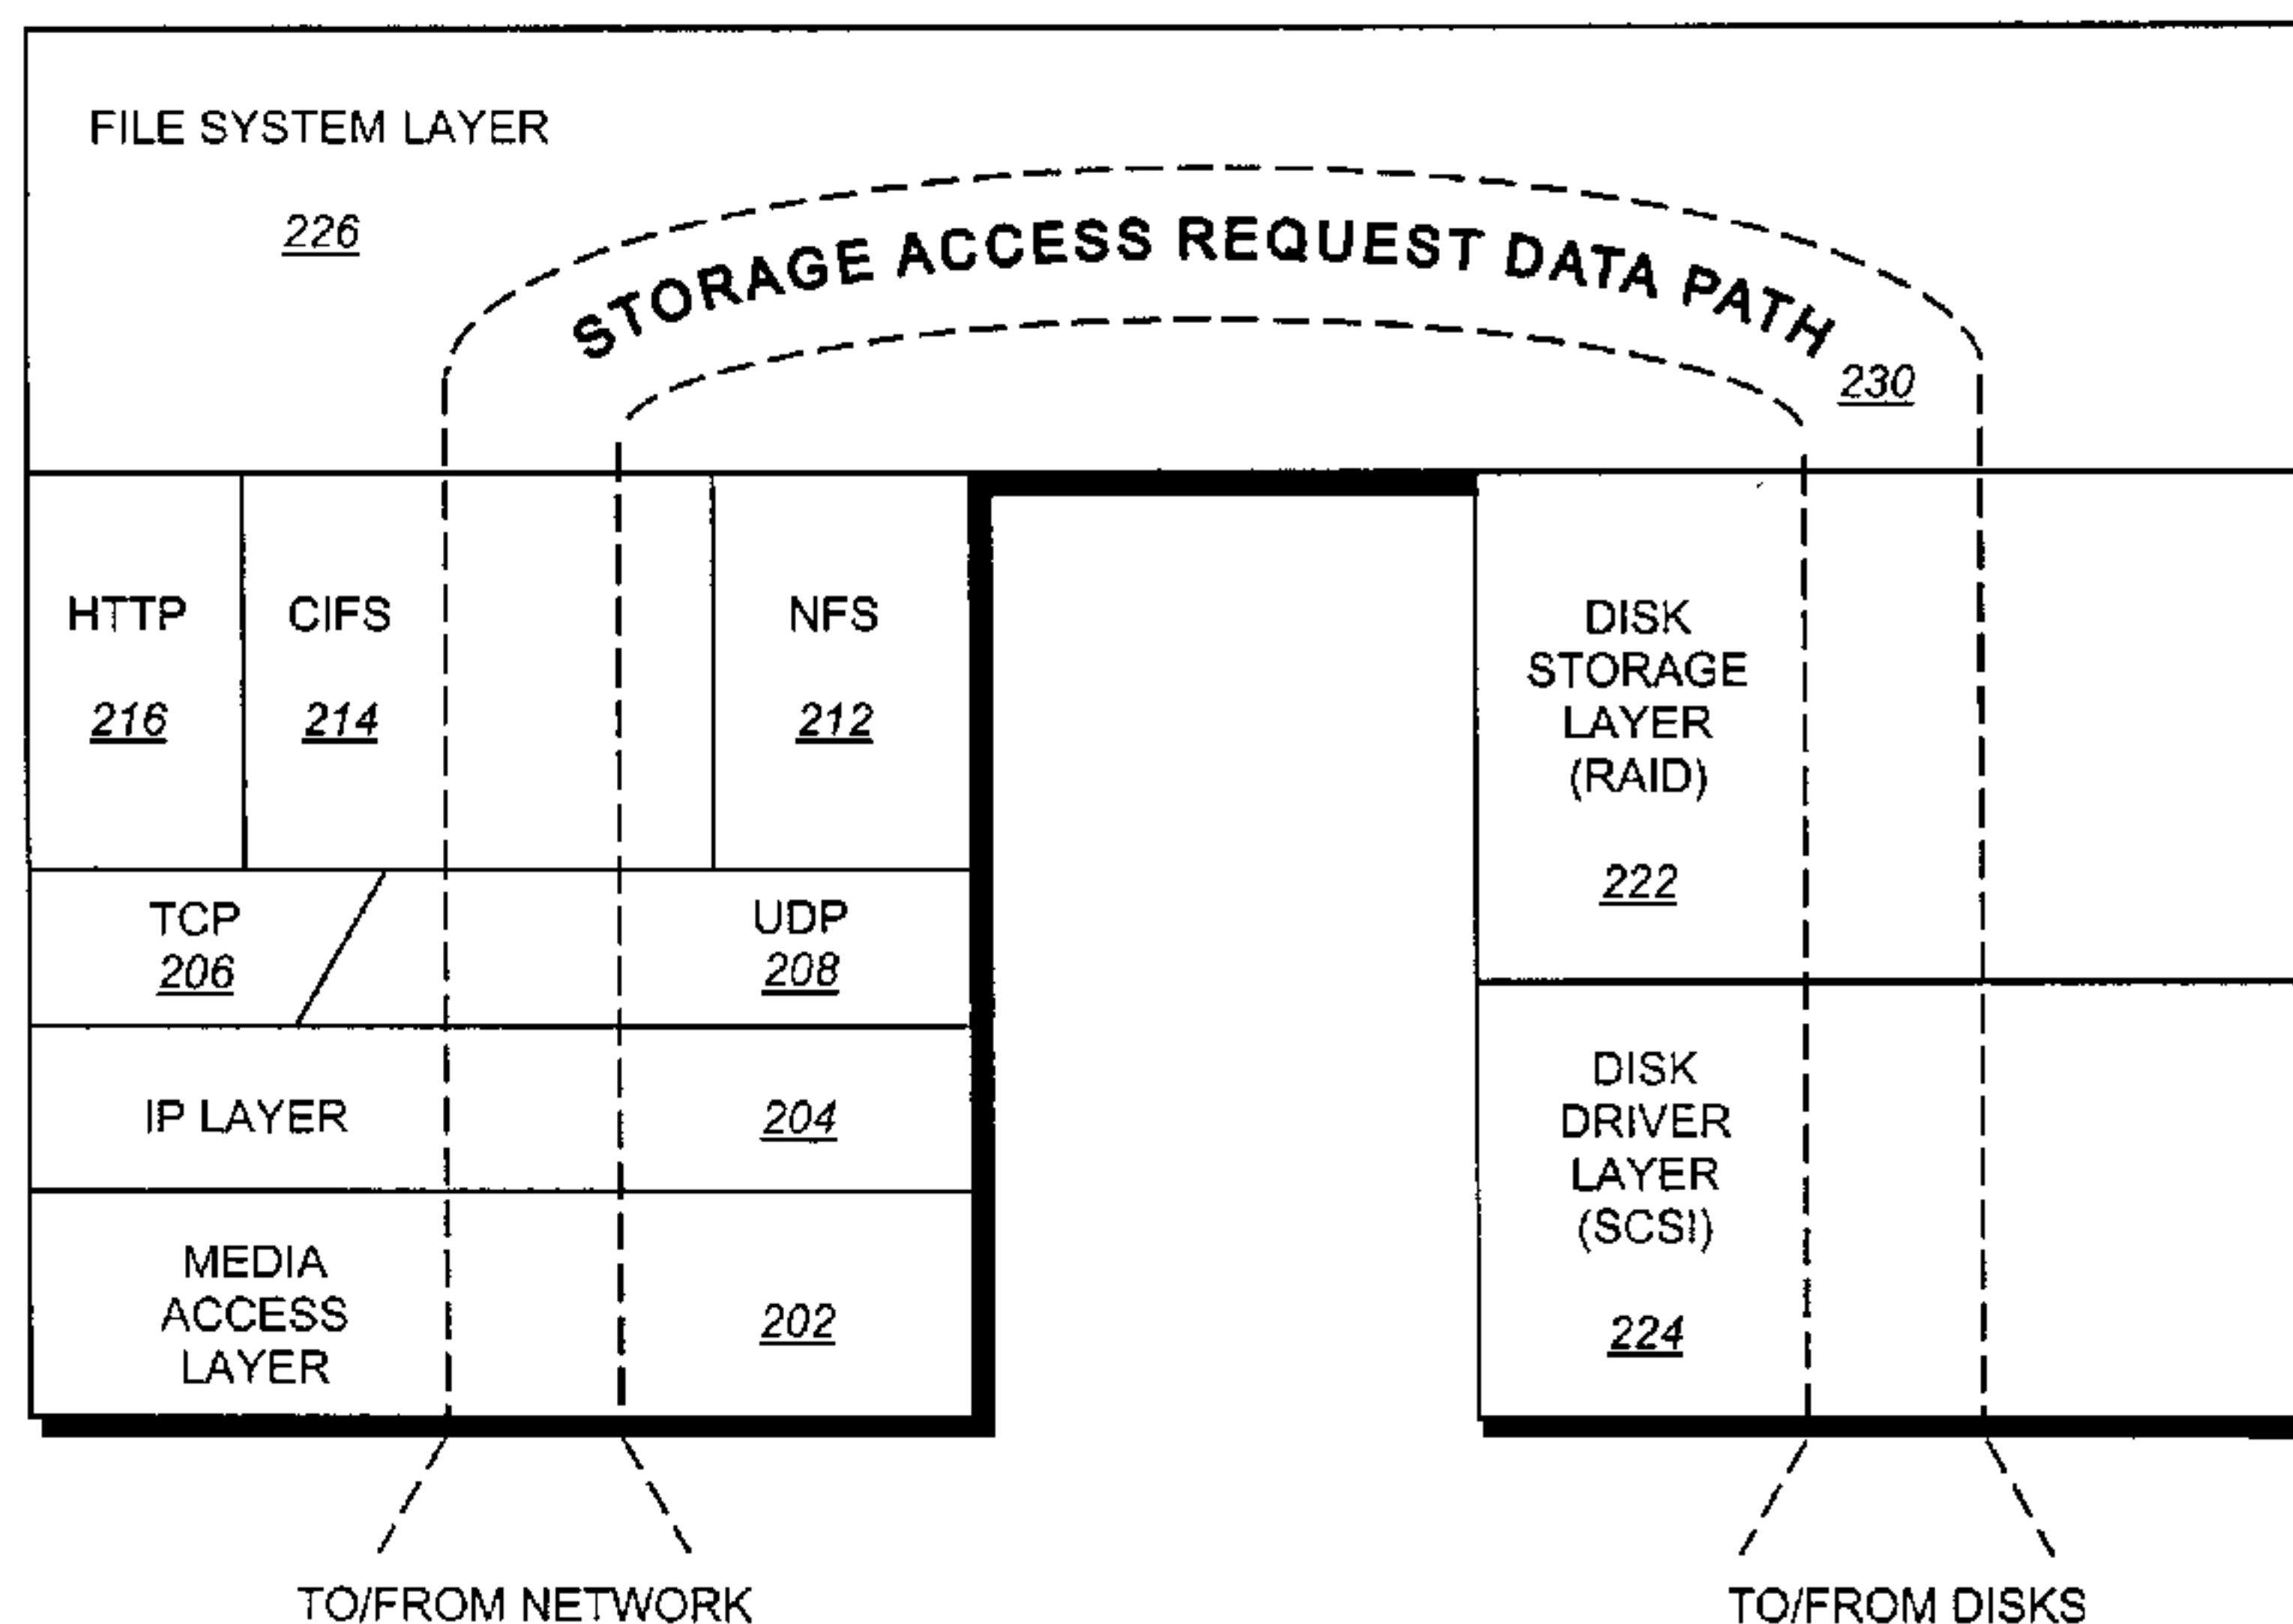 FILE SYSTEM LAYER
226
STORAGE ACCESS REQUEST DATA PATH
230
HTTP
216
CIFS
214
NFS
212
TCP
206
UDP
208
IP LAYER
204
MEDIA
ACCESS
LAYER
202
DISK
STORAGE
LAYER
(RAID)
222
DISK
DRIVER
LAYER
(SCSI)
224
TO/FROM NETWORK
TO/FROM DISKS